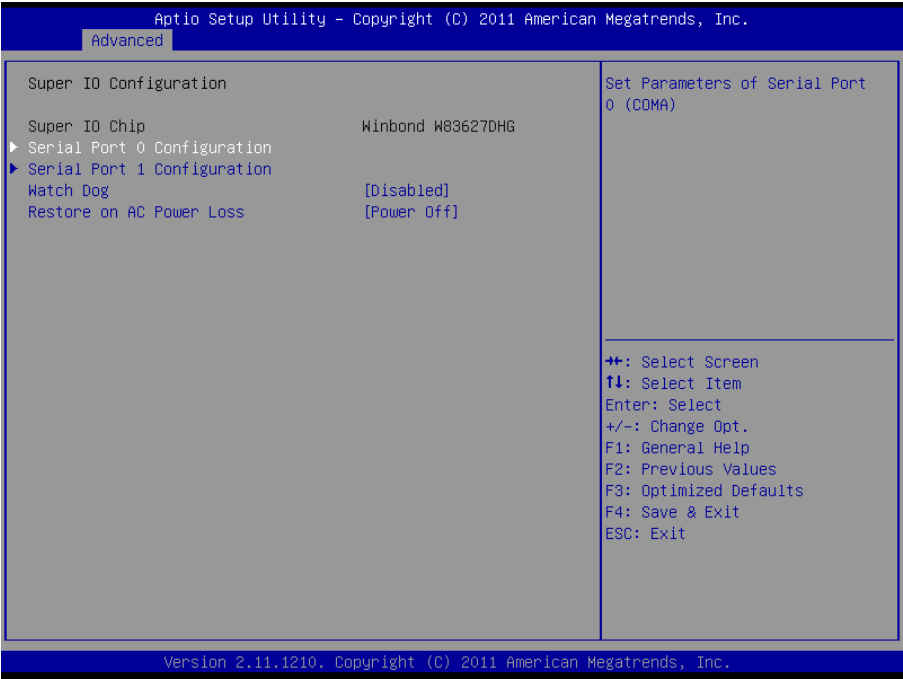 Aptio Setup Utility – Copyright (C) 2011 American Megatrends, Inc.
Advanced
Super IO Configuration
Super IO Chip Winbond W83627DHG
Serial Port 0 Configuration
Serial Port 1 Configuration
Watch Dog [Disabled]
Restore on AC Power Loss [Power Off]
Set Parameters of Serial Port
0 (COMA)
→←: Select Screen
↑↓: Select Item
Enter: Select
+/-: Change Opt.
F1: General Help
F2: Previous Values
F3: Optimized Defaults
F4: Save & Exit
ESC: Exit
Version 2.11.1210. Copyright (C) 2011 American Megatrends, Inc.